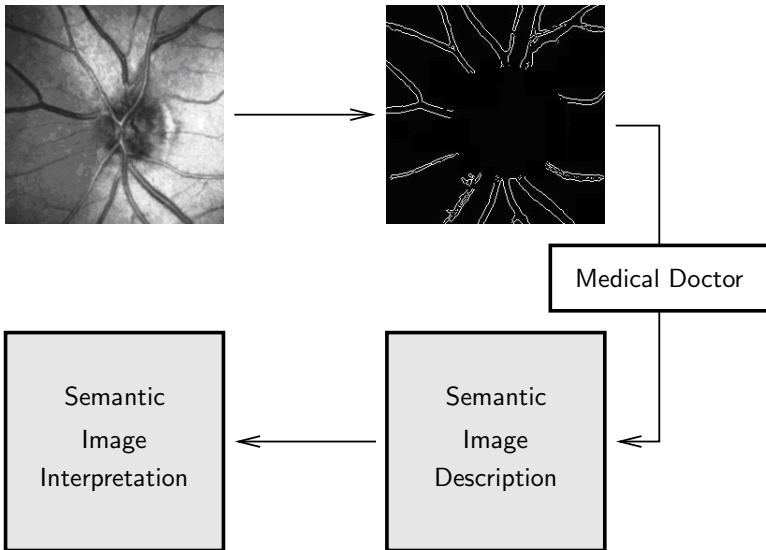 Medical Doctor
Semantic
Image
Interpretation
Semantic
Image
Description